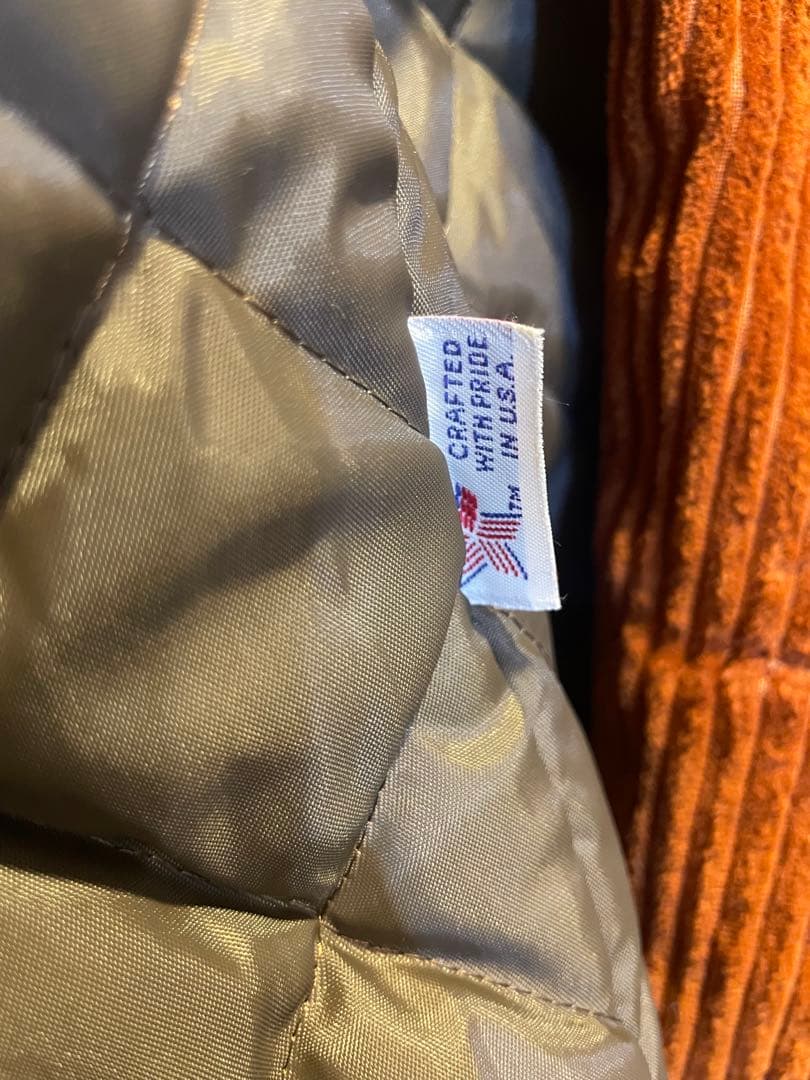 CRAFTED
WITH PRIDE
IN U.S.A.
TM